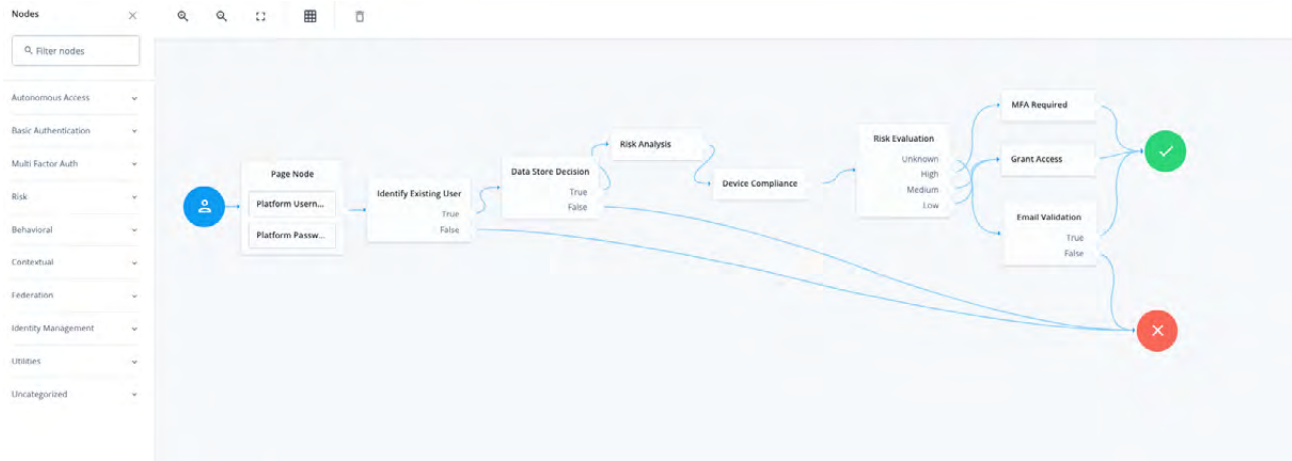 Nodes
Filter nodes
Autonomous Access
Basic Authentication
Multi Factor Auth
Risk
Behavioral
Contextual
Federation
Identity Management
Utilities
Uncategorized
Page Node
Platform Usern...
Platform Passw...
Identify Existing User
True
False
Data Store Decision
True
False
Risk Analysis
Device Compliance
Risk Evaluation
Unknown
High
Medium
Low
MFA Required
Grant Access
Email Validation
True
False